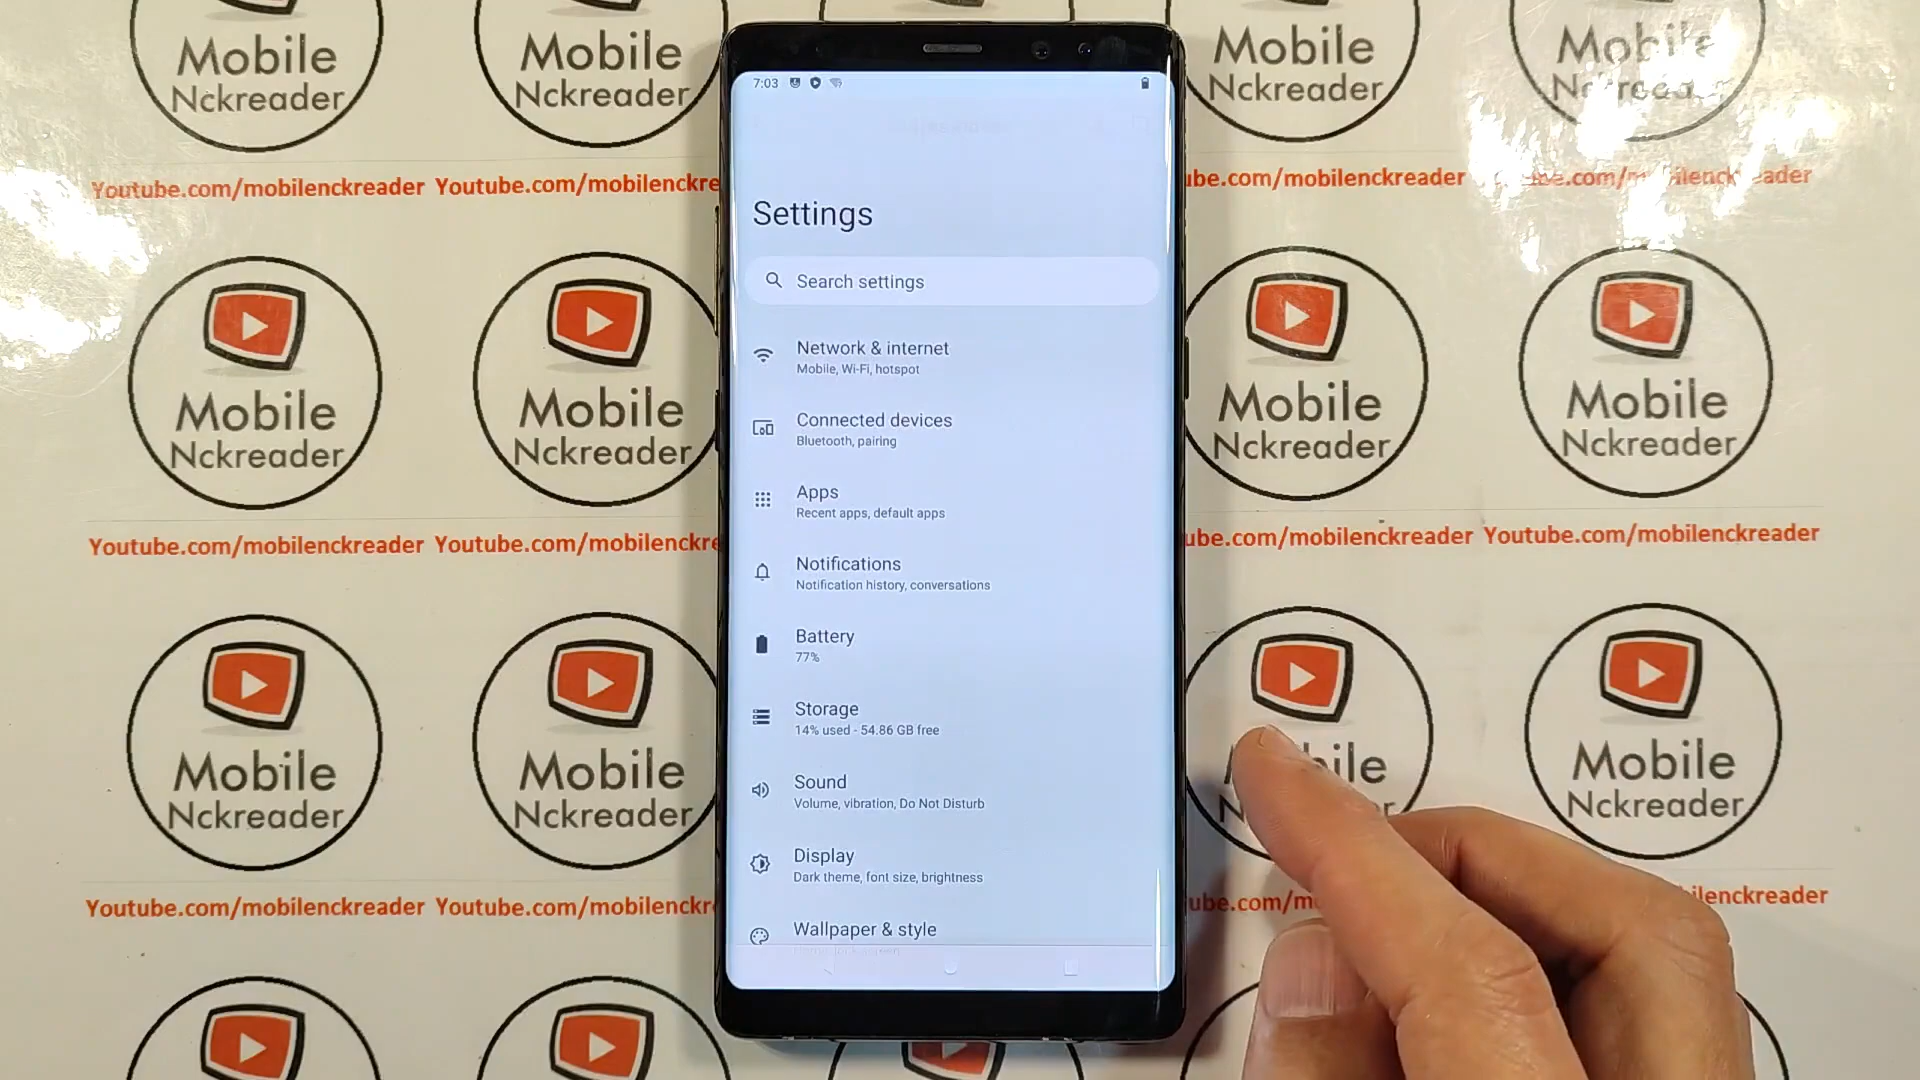 Mobile
Nckreader
Mobile
Nckreader
Mobile
Nckreader
Mobile
Youtube.com/mobilenckreader
Youtube.com/mobilenckre
ube.com/mobilenckreader
7:03
Settings
Search settings
Network & internet
Mobile, Wi-Fi, hotspot
Connected devices
Bluetooth, pairing
Apps
Recent apps, default apps
Notifications
Notification history, conversations
Battery
77%
Storage
14% used - 54.86 GB free
Sound
Volume, vibration, Do Not Disturb
Display
Dark theme, font size, brightness
Wallpaper & style
Mobile
Nckreader
Mobile
Nckreader
Mobile
Nckreader
Mobile
Nckreader
Youtube.com/mobilenckreader
Youtube.com/mobilenckre
ube.com/mobilenckreader
Youtube.com/mobilenckreader
Mobile
Nckreader
Mobile
Nckreader
Mobile
Nckreader
Youtube.com/mobilenckreader
Youtube.com/mobilenckr